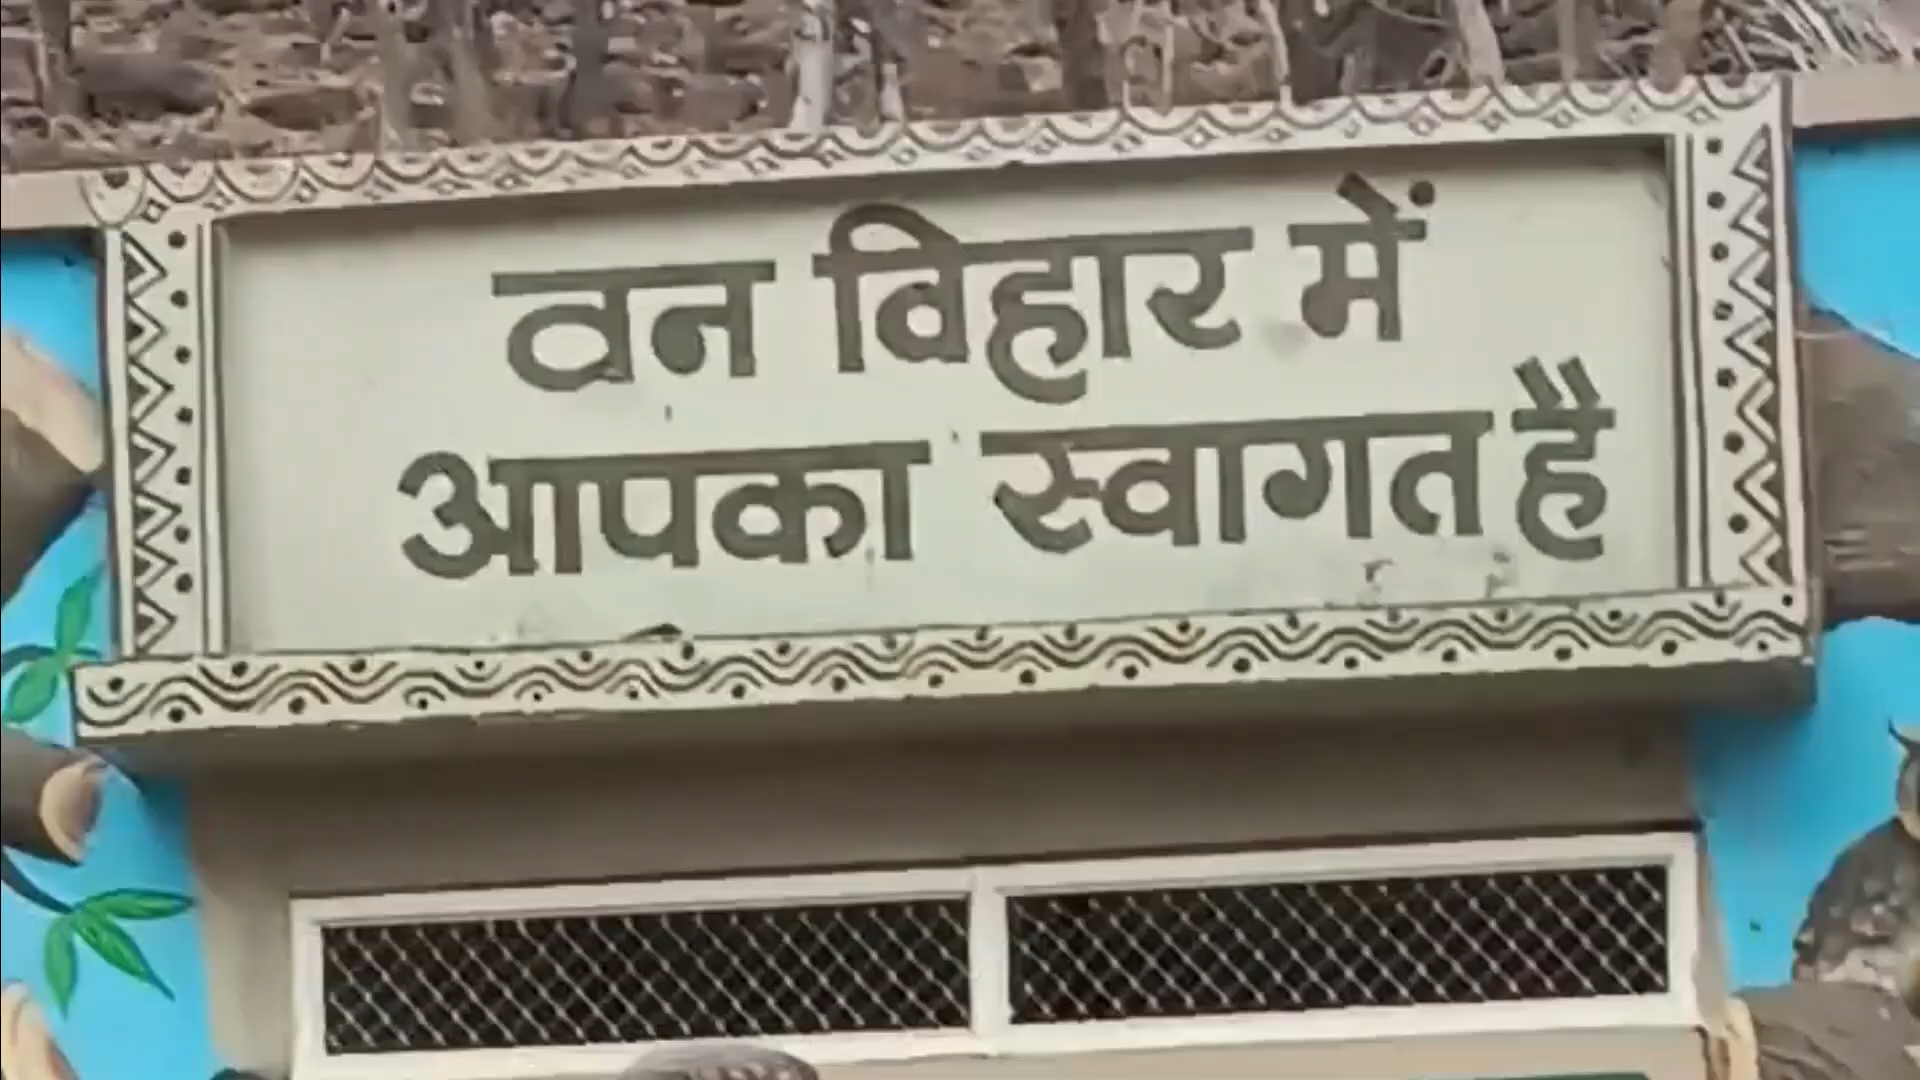 वन विहार में
आपका स्वागत है